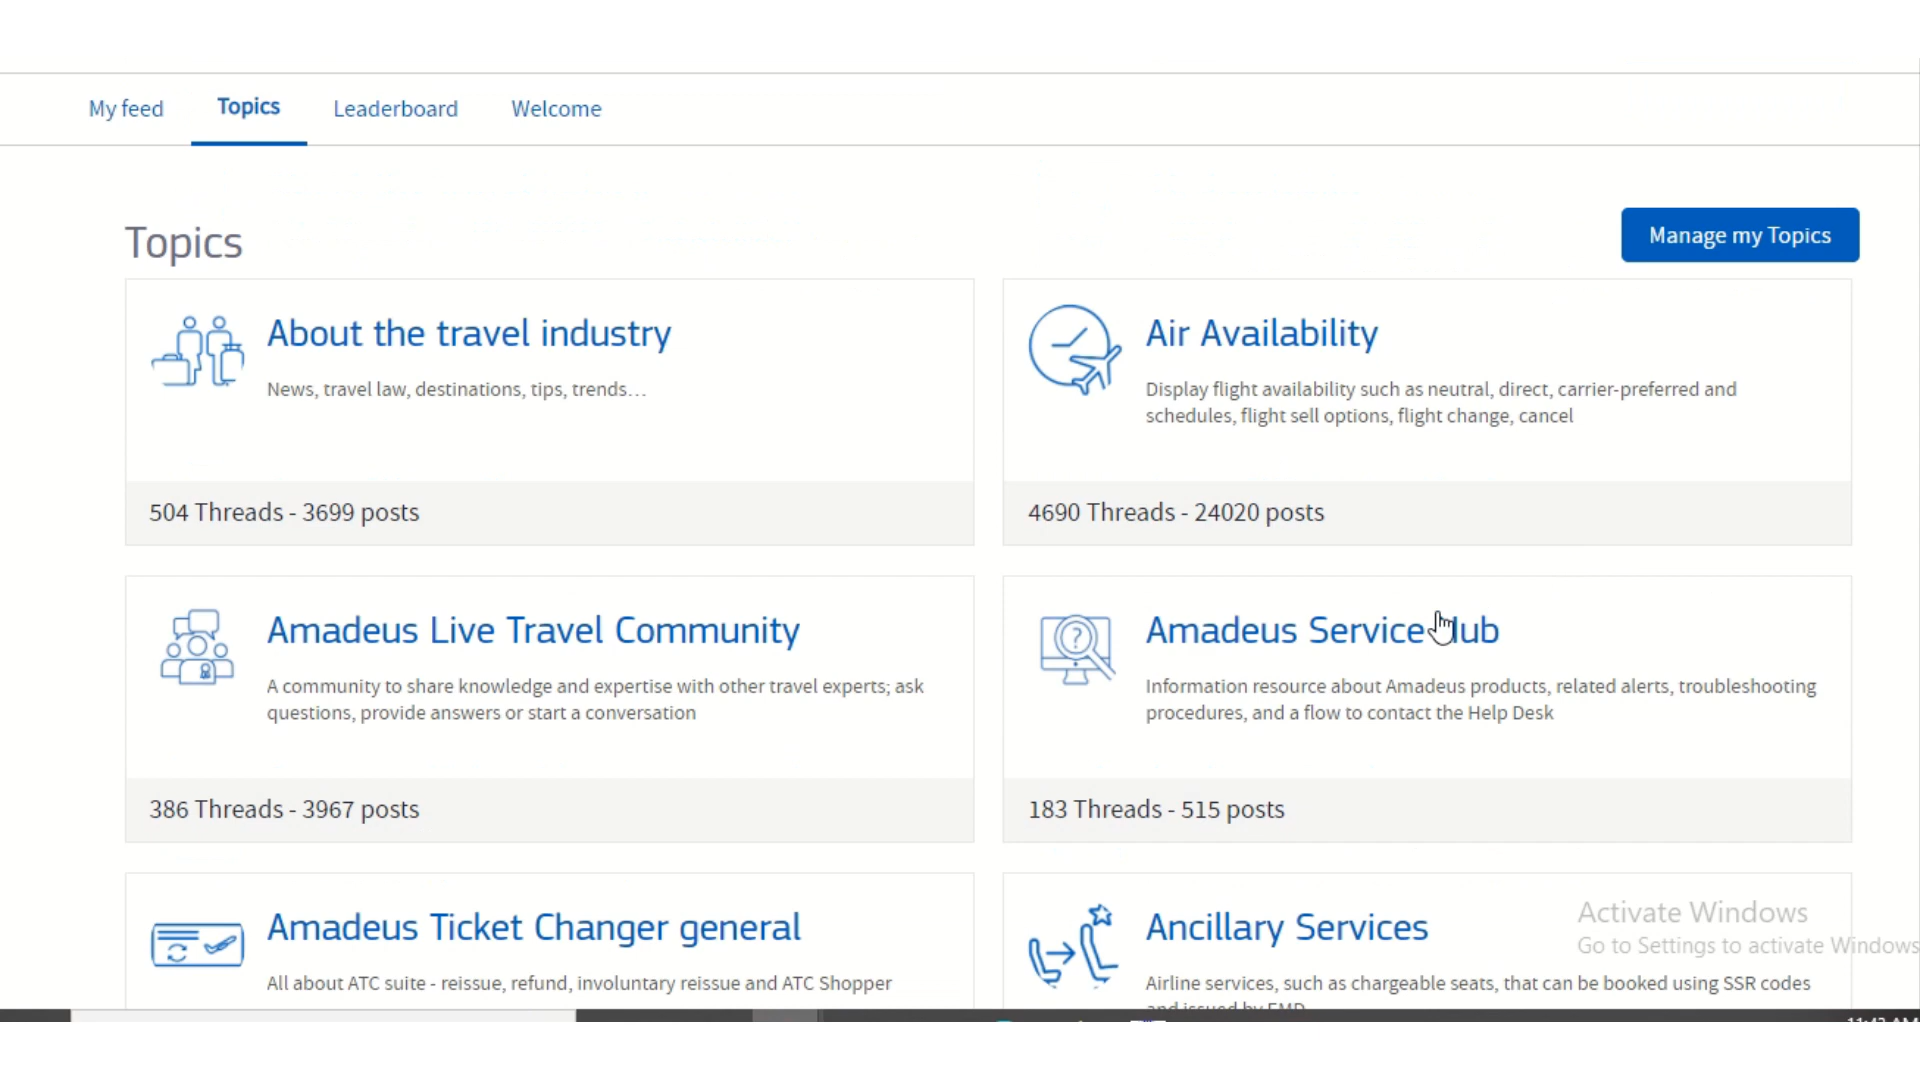 My feed
Topics
Leaderboard
Welcome
Topics
Manage my Topics
About the travel industry
News, travel law, destinations, tips, trends...
504 Threads - 3699 posts
Air Availability
Display flight availability such as neutral, direct, carrier-preferred and
schedules, flight sell options, flight change, cancel
4690 Threads - 24020 posts
Amadeus Live Travel Community
A community to share knowledge and expertise with other travel experts; ask
questions, provide answers or start a conversation
386 Threads - 3967 posts
Amadeus Service Hub
Information resource about Amadeus products, related alerts, troubleshooting
procedures, and a flow to contact the Help Desk
183 Threads - 515 posts
Amadeus Ticket Changer general
All about ATC suite - reissue, refund, involuntary reissue and ATC Shopper
Ancillary Services
Airline services, such as chargeable seats, that can be booked using SSR codes
and issued by EMD
Activate Windows
Go to Settings to activate Windows